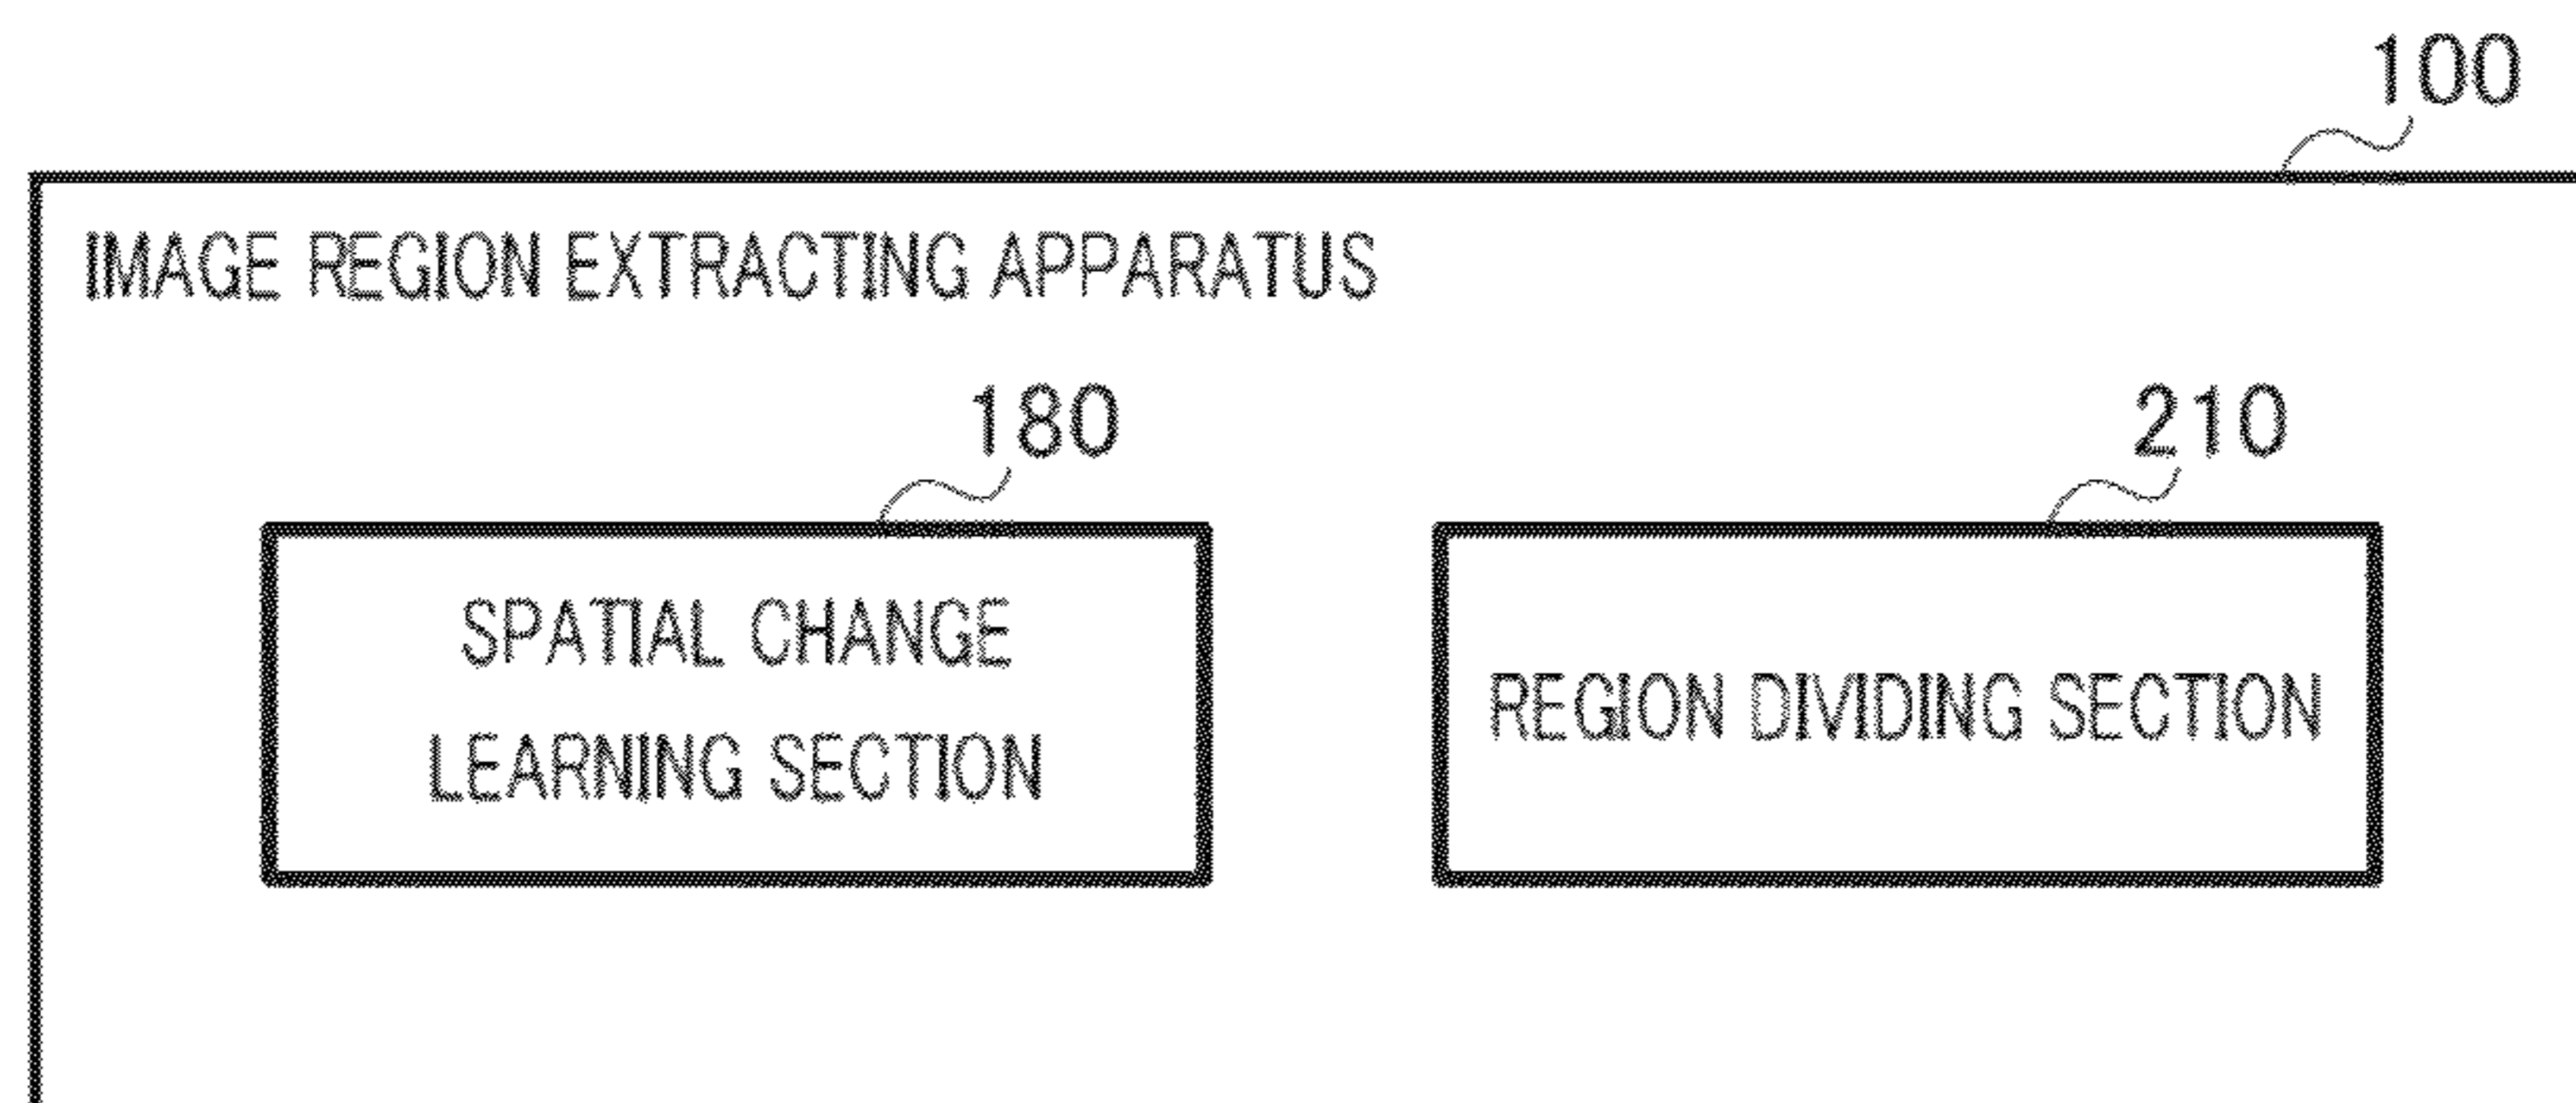 100
IMAGE REGION EXTRACTING APPARATUS
180
210
SPATIAL CHANGE
LEARNING SECTION
REGION DIVIDING SECTION